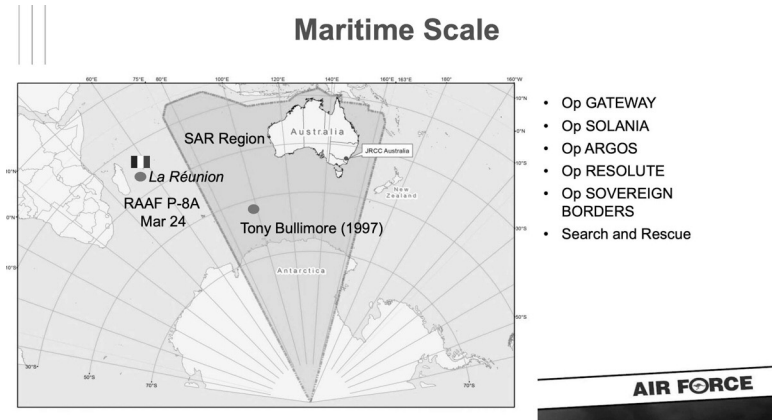 Maritime Scale
60°E 75°E 80°E 100°E 120°E 140°E 160°E 163°E 180° 160°W
SAR Region
Australia
JRCC Australia
La Réunion
RAAF P-8A
Mar 24
New
Zealand
Tony Bullimore (1997)
Antarctica
10°N
0°N
10°S
30°S
50°S
30°S
50°S
70°S
70°S
• Op GATEWAY
• Op SOLANIA
• Op ARGOS
• Op RESOLUTE
• Op SOVEREIGN
BORDERS
• Search and Rescue
AIR FORCE